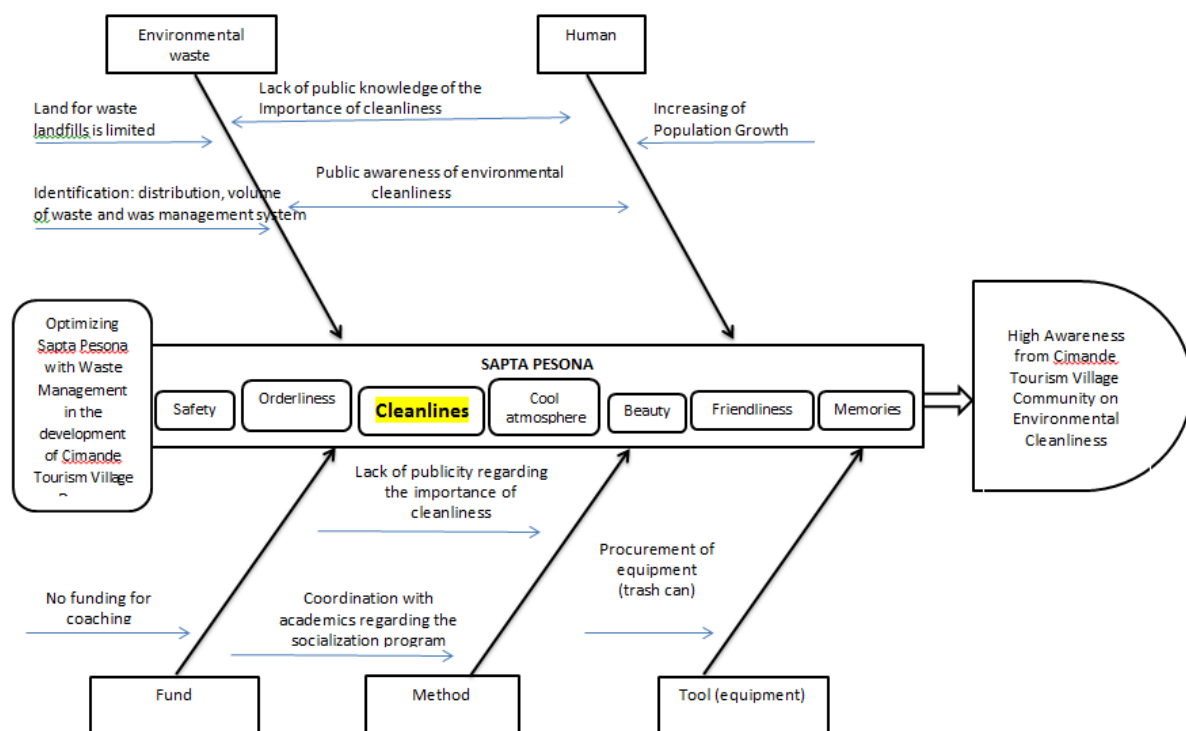 Environmental
waste
Human
Lack of public knowledge of the
Importance of cleanliness
Land for waste
landfills is limited
Increasing of
Population Growth
Public awareness of environmental
cleanliness
Identification: distribution, volume
of waste and was management system
Optimizing
Sapta Pesona
with Waste
Management
in the
development
of Cimande
Tourism Village
SAPTA PESONA
Safety
Orderliness
Cleanlines
Cool
atmosphere
Beauty
Friendliness
Memories
High Awareness
from Cimande
Tourism Village
Community on
Environmental
Cleanliness
Lack of publicity regarding
the importance of
cleanliness
Procurement of
equipment
(trash can)
No funding for
coaching
Coordination with
academics regarding the
socialization program
Fund
Method
Tool (equipment)